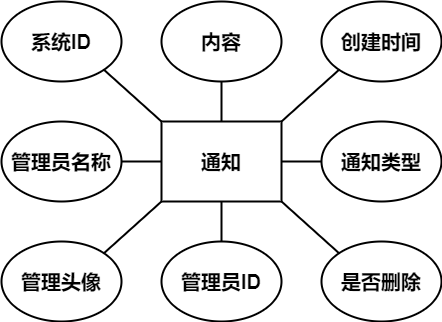 系统ID
内容
创建时间
管理员名称
通知
通知类型
管理头像
管理员ID
是否删除